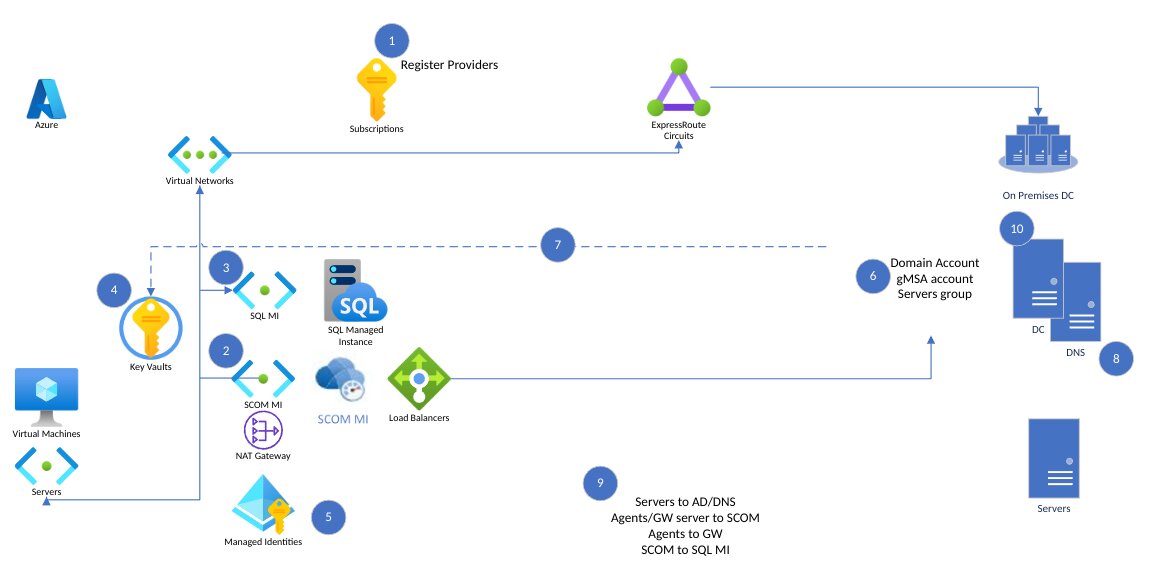 1
Register Providers
Subscriptions
Azure
ExpressRoute
Circuits
Virtual Networks
On Premises DC
10
7
3
4
6
Domain Account
gMSA account
Servers group
SQL MI
SQL
SQL Managed
Instance
DC
DNS
8
2
Key Vaults
SCOM MI
SCOM MI
Load Balancers
Virtual Machines
NAT Gateway
Servers
9
Servers to AD/DNS
Agents/GW server to SCOM
Agents to GW
SCOM to SQL MI
5
Managed Identities
Servers